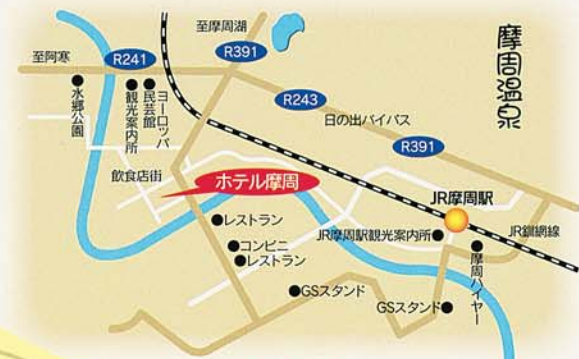 摩周温泉
至摩周湖
R391
至阿寒
R241
水郷公園
観光案内所
民芸館
ヨーロッパ
R243
日の出バイパス
R391
飲食店街
ホテル摩周
JR摩周駅
レストラン
JR摩周駅観光案内所
JR釧網線
コンビニ
レストラン
摩周ハイヤー
GSスタンド
GSスタンド